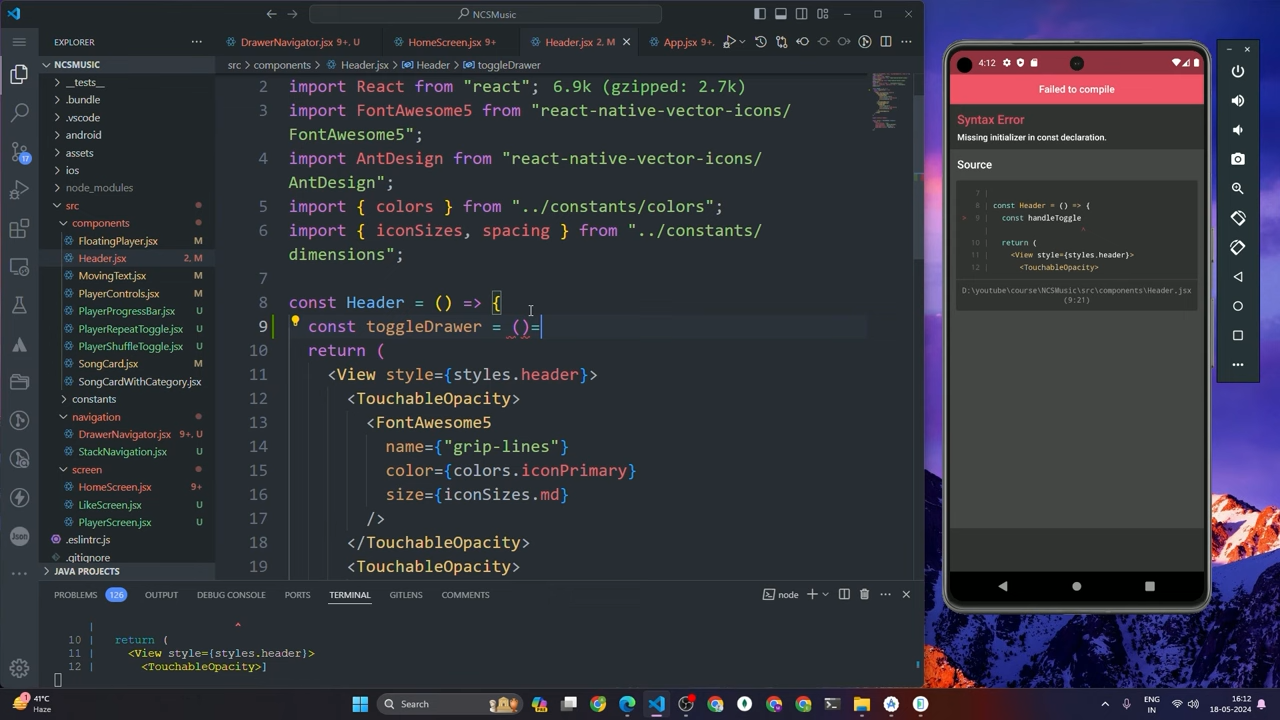 NCSMusic
EXPLORER
DrawerNavigator.jsx 9+, U
HomeScreen.jsx 9+
Header.jsx 2, M
App.jsx 9+,
NCSMUSIC
src > components > Header.jsx > Header > toggleDrawer
__tests__
.bundle
.vscode
android
assets
ios
node_modules
src
components
FloatingPlayer.jsx M
Header.jsx 2, M
MovingText.jsx M
PlayerControls.jsx M
PlayerProgressBar.jsx U
PlayerRepeatToggle.jsx U
PlayerShuffleToggle.jsx U
SongCard.jsx M
SongCardWithCategory.jsx
constants
navigation
DrawerNavigator.jsx 9+, U
StackNavigation.jsx U
screen
HomeScreen.jsx 9+
LikeScreen.jsx U
PlayerScreen.jsx U
.eslintrc.js
.gitignore
JAVA PROJECTS
17
Json
2 import React from "react"; 6.9k (gzipped: 2.7k)
3 import FontAwesome5 from "react-native-vector-icons/
FontAwesome5";
4 import AntDesign from "react-native-vector-icons/
AntDesign";
5 import { colors } from "../constants/colors";
6 import { iconSizes, spacing } from "../constants/
dimensions";
7
8 const Header = () => {
9 const toggleDrawer = ()=
10 return (
11 <View style={styles.header}>
12 <TouchableOpacity>
13 <FontAwesome5
14 name={"grip-lines"}
15 color={colors.iconPrimary}
16 size={iconSizes.md}
17 />
18 </TouchableOpacity>
19 <TouchableOpacity>
PROBLEMS 126 OUTPUT DEBUG CONSOLE PORTS TERMINAL GITLENS COMMENTS
node
| ^
10 | return (
11 | <View style={styles.header}>
12 | <TouchableOpacity>]
4:12
Failed to compile
Syntax Error
Missing initializer in const declaration.
Source
7 |
8 | const Header = () => {
> 9 | const handleToggle
| ^
10 | return (
11 | <View style={styles.header}>
12 | <TouchableOpacity>
D:\youtube\course\NCSMusic\src\components\Header.jsx
(9:21)
1
41°C
Haze
Search
ENG
IN
16:12
18-05-2024